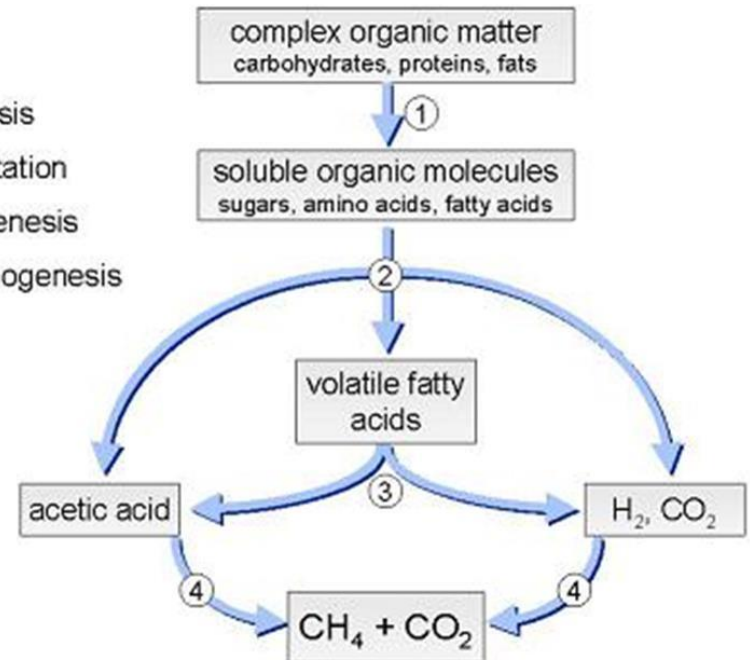 complex organic matter
carbohydrates, proteins, fats
1
sis
tation
enesis
ogenesis
soluble organic molecules
sugars, amino acids, fatty acids
2
volatile fatty
acids
3
acetic acid
H₂, CO₂
4
4
CH₄ + CO₂